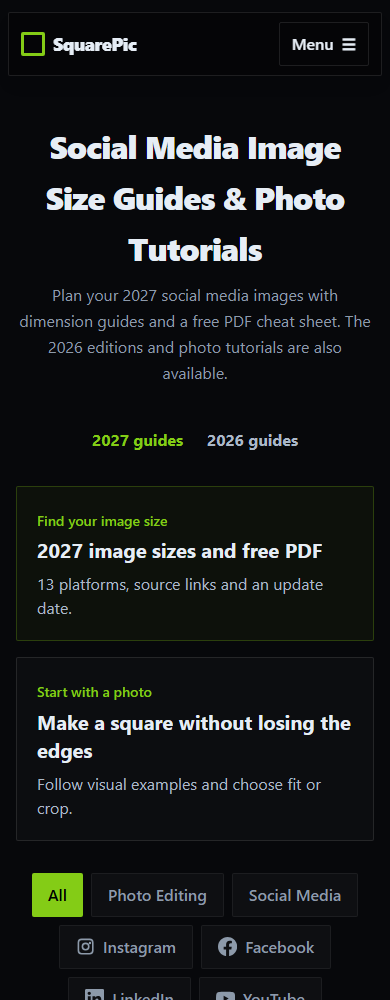 SquarePic
Menu
Social Media Image
Size Guides & Photo
Tutorials
Plan your 2027 social media images with
dimension guides and a free PDF cheat sheet. The
2026 editions and photo tutorials are also
available.
2027 guides 2026 guides
Find your image size
2027 image sizes and free PDF
13 platforms, source links and an update
date.
Start with a photo
Make a square without losing the
edges
Follow visual examples and choose fit or
crop.
All Photo Editing Social Media
Instagram Facebook
LinkedIn YouTube